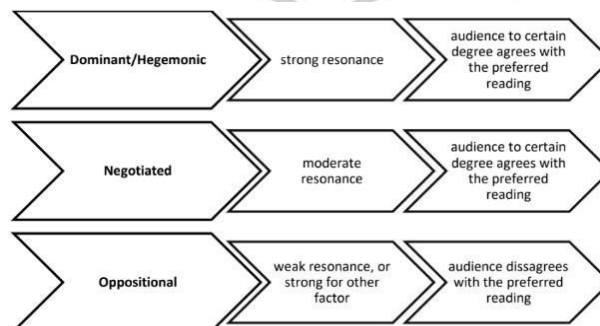 Dominant/Hegemonic
strong resonance
audience to certain
degree agrees with
the preferred
reading
Negotiated
moderate
resonance
audience to certain
degree agrees with
the preferred
reading
Oppositional
weak resonance, or
strong for other
factor
audience dissagrees
with the preferred
reading